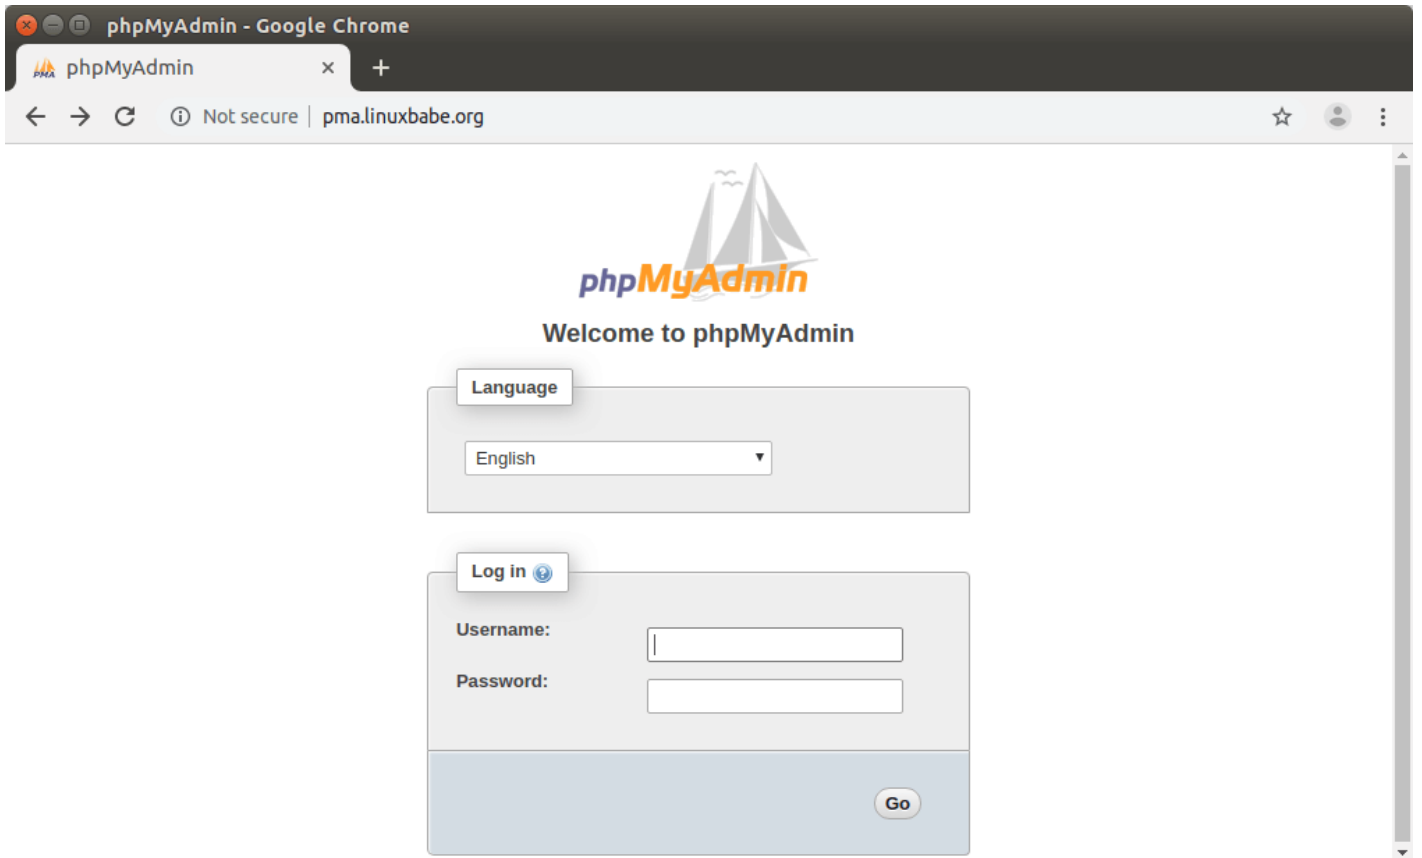 phpMyAdmin - Google Chrome
PMA phpMyAdmin
Not secure pma.linuxbabe.org
phpMyAdmin
Welcome to phpMyAdmin
Language
English
Log in
Username:
Password:
Go